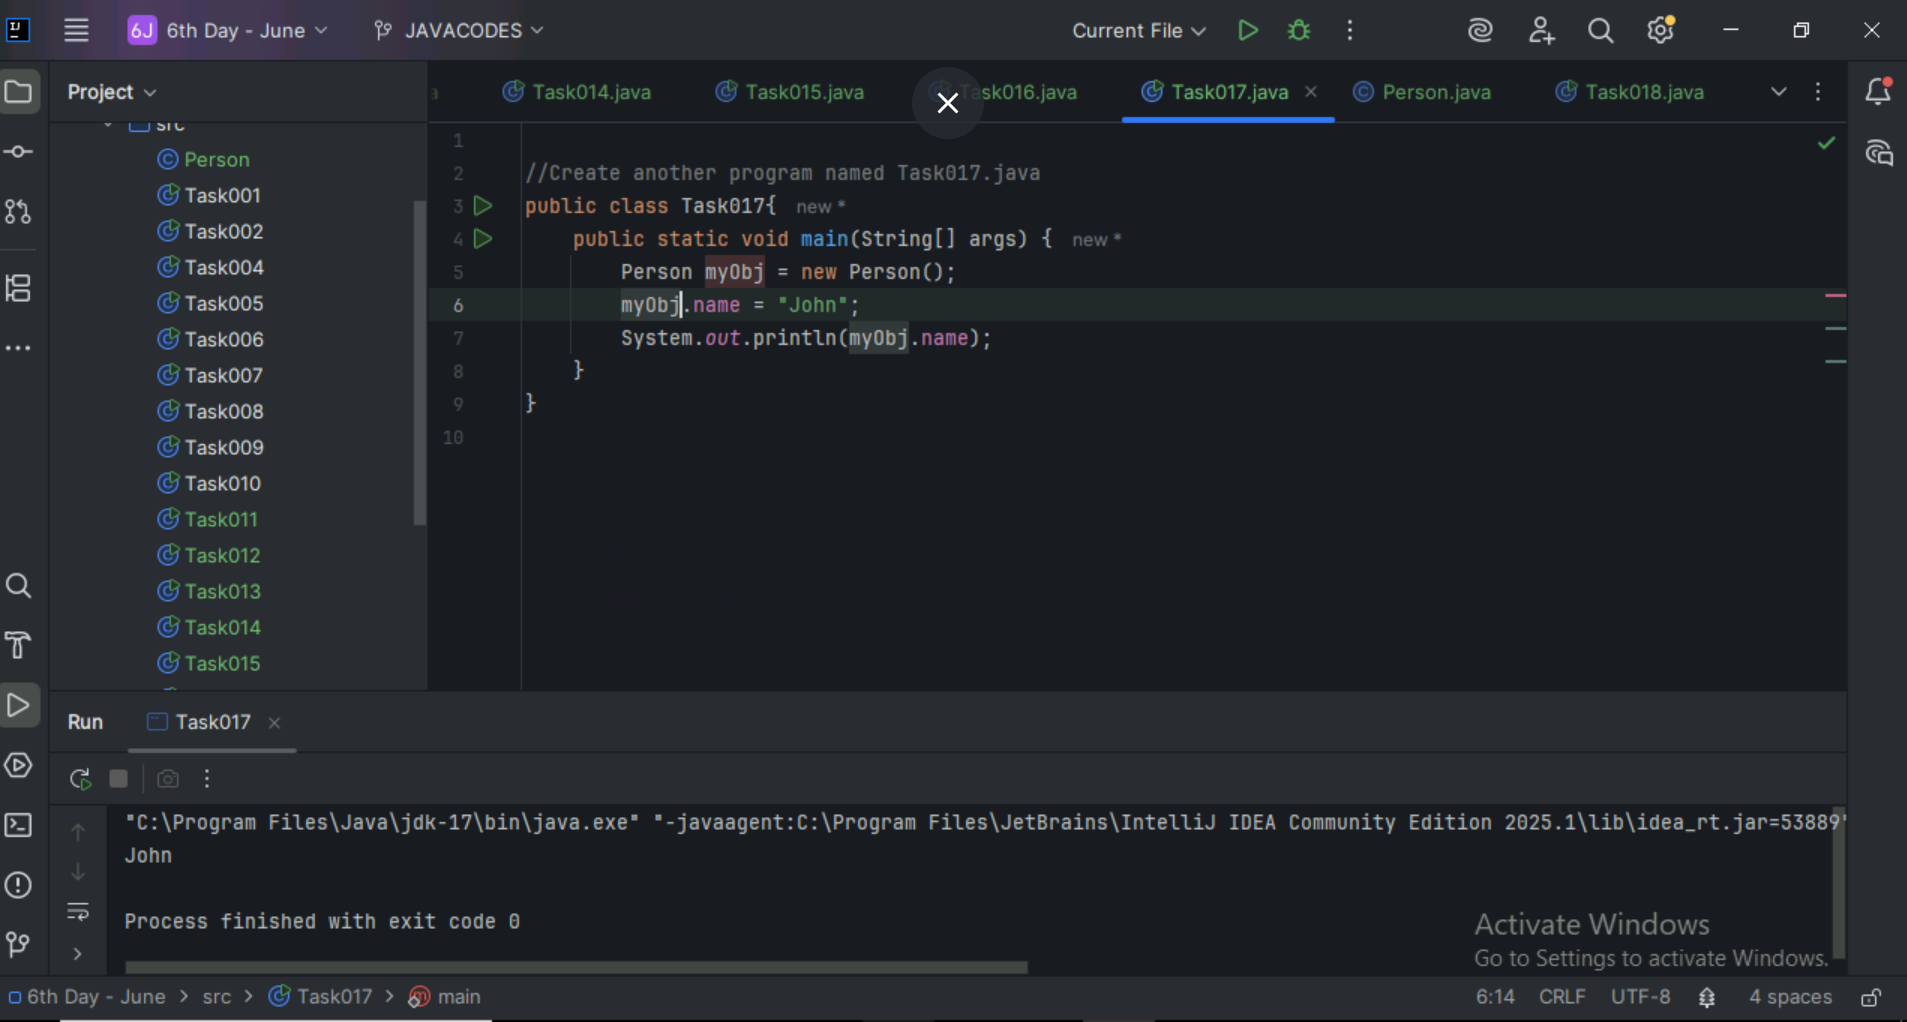 6J 6th Day - June JAVACODES Current File
Project
Task014.java Task015.java ask016.java Task017.java Person.java Task018.java
src
Person
Task001
Task002
Task004
Task005
Task006
Task007
Task008
Task009
Task010
Task011
Task012
Task013
Task014
Task015
1
2 //Create another program named Task017.java
3 public class Task017{ new *
4 public static void main(String[] args) { new *
5 Person myObj = new Person();
6 myObj.name = "John";
7 System.out.println(myObj.name);
8 }
9 }
10
Run Task017
"C:\Program Files\Java\jdk-17\bin\java.exe" "-javaagent:C:\Program Files\JetBrains\IntelliJ IDEA Community Edition 2025.1\lib\idea_rt.jar=53889"
John
Process finished with exit code 0
Activate Windows
Go to Settings to activate Windows.
6th Day - June > src > Task017 > main 6:14 CRLF UTF-8 4 spaces